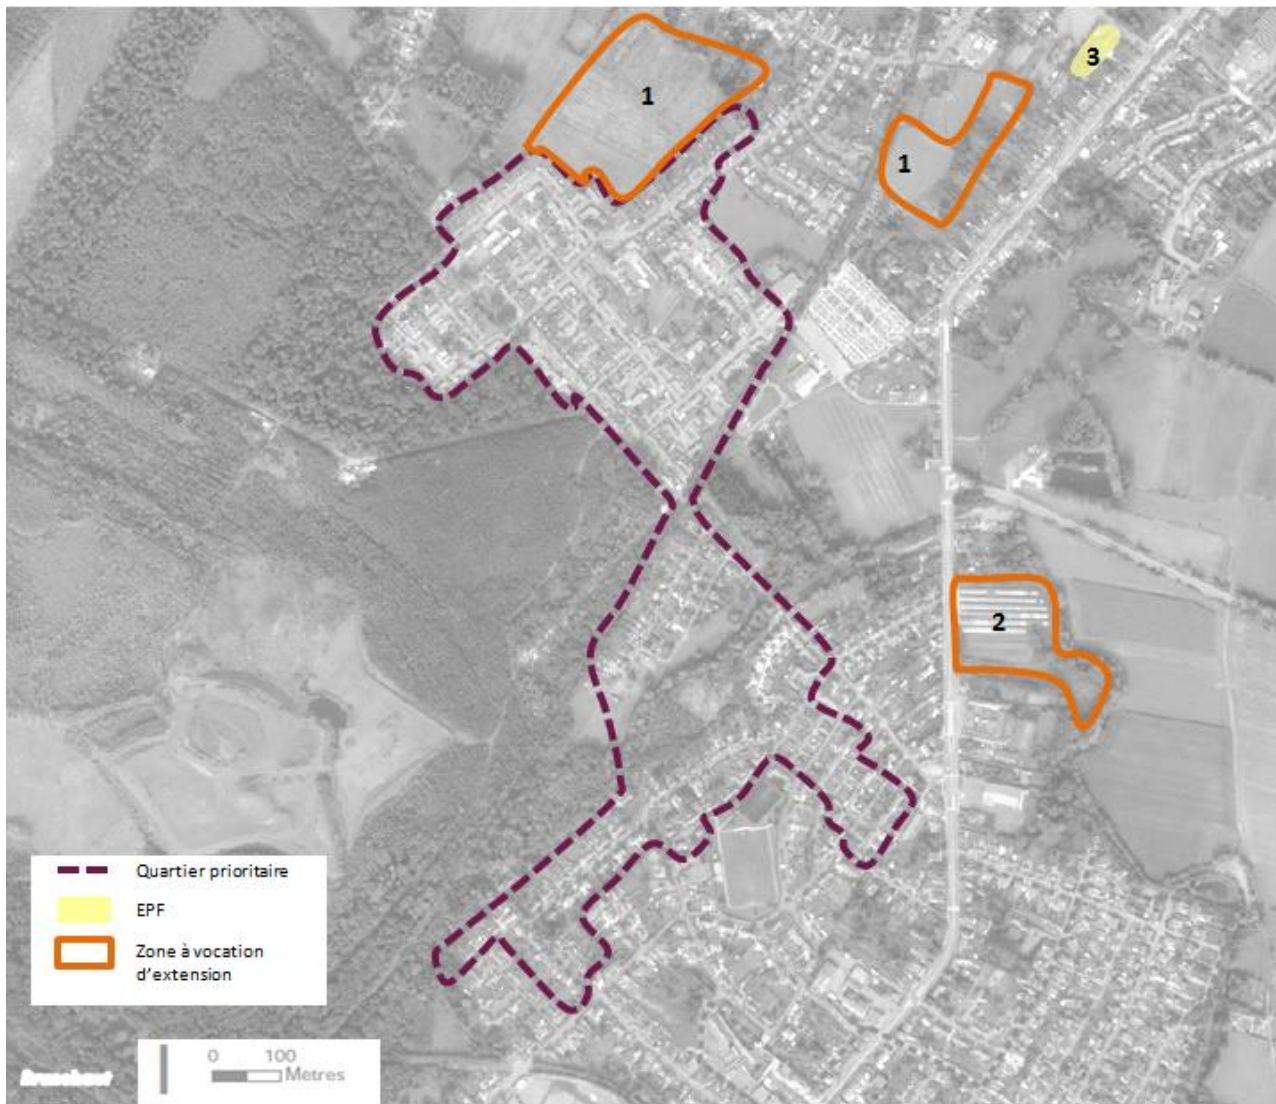 1
3
1
2
Quartier prioritaire
EPF
Zone à vocation
d'extension
0 100
Metres